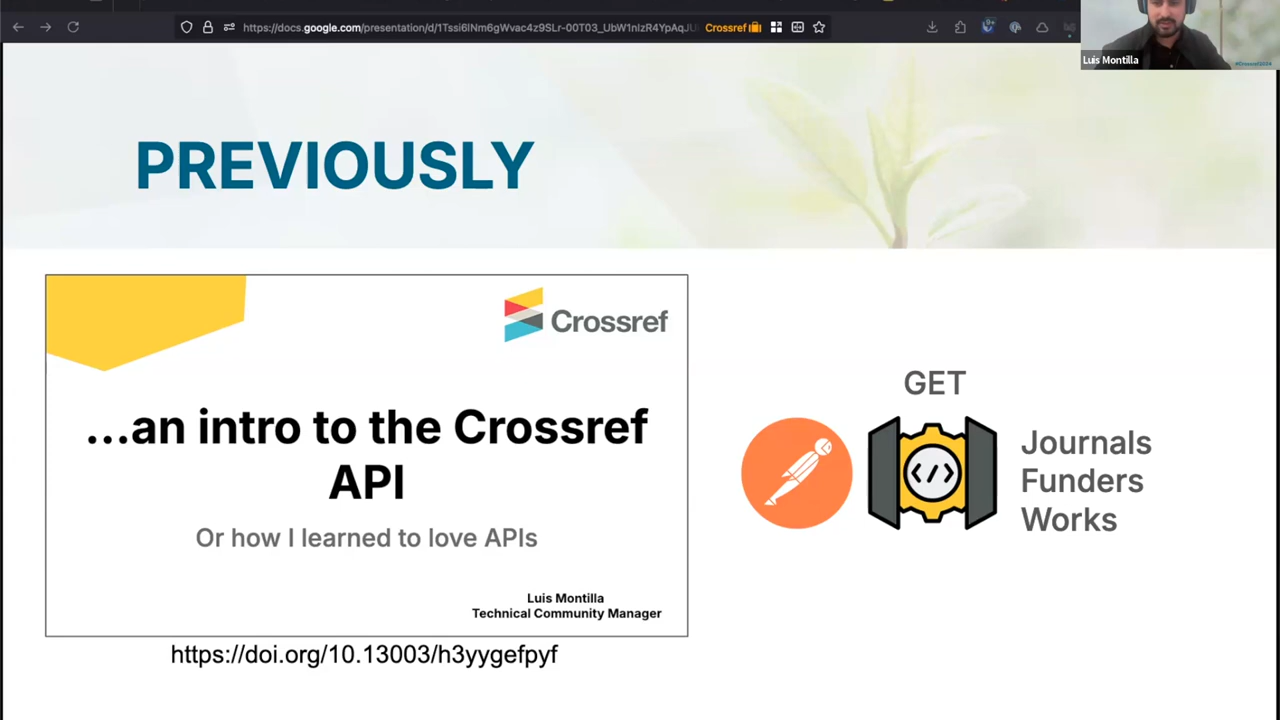 https://docs.google.com/presentation/d/1Tssi6lNm6gWvac4z9SLr-00T03_UbW1nIzR4YpAqJU
Crossref
Luis Montilla
#Crossref2024
PREVIOUSLY
Crossref
...an intro to the Crossref
API
Or how I learned to love APIs
Luis Montilla
Technical Community Manager
https://doi.org/10.13003/h3yygefpyf
GET
</>
Journals
Funders
Works